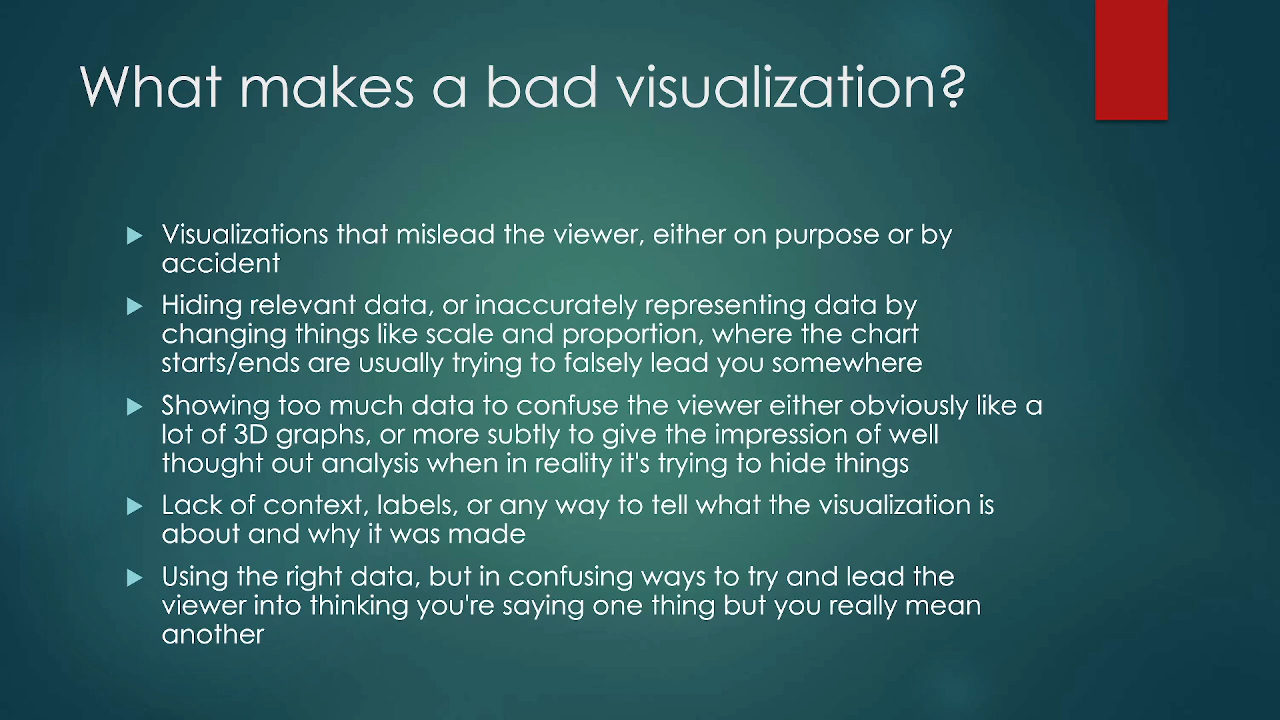 What makes a bad visualization?
Visualizations that mislead the viewer, either on purpose or by
accident
Hiding relevant data, or inaccurately representing data by
changing things like scale and proportion, where the chart
starts/ends are usually trying to falsely lead you somewhere
Showing too much data to confuse the viewer either obviously like a
lot of 3D graphs, or more subtly to give the impression of well
thought out analysis when in reality it's trying to hide things
Lack of context, labels, or any way to tell what the visualization is
about and why it was made
Using the right data, but in confusing ways to try and lead the
viewer into thinking you're saying one thing but you really mean
another